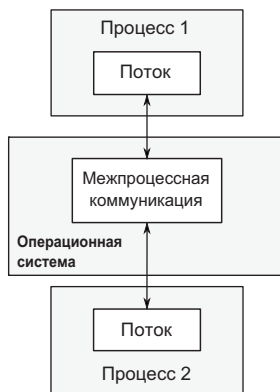 Процесс 1
Поток
Межпроцессная
коммуникация
Операционная
система
Поток
Процесс 2